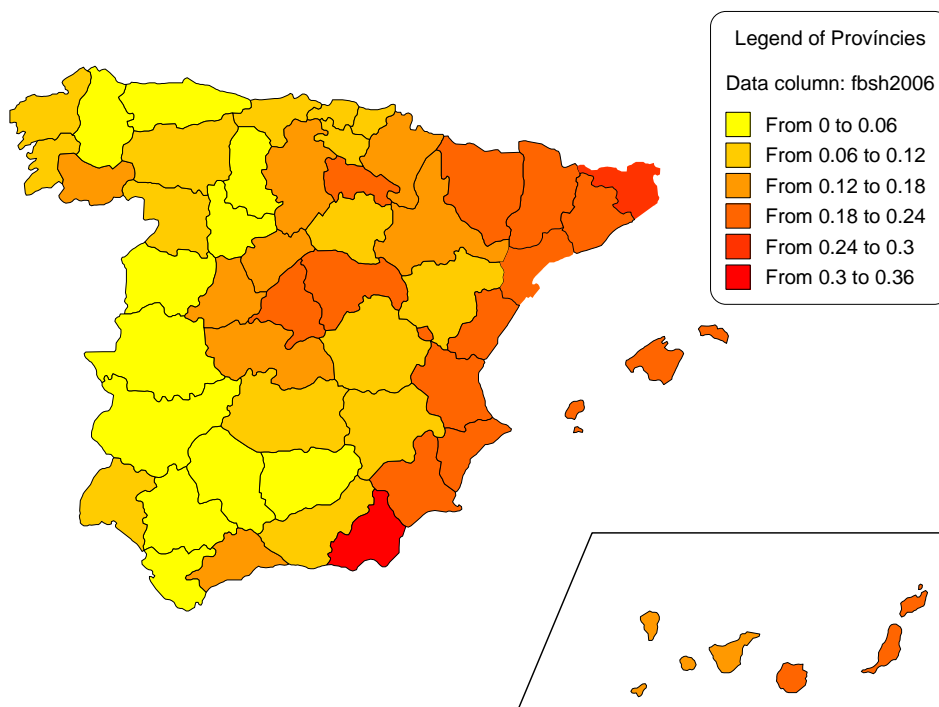 Legend of Províncies
Data column: fbsh2006
From 0 to 0.06
From 0.06 to 0.12
From 0.12 to 0.18
From 0.18 to 0.24
From 0.24 to 0.3
From 0.3 to 0.36